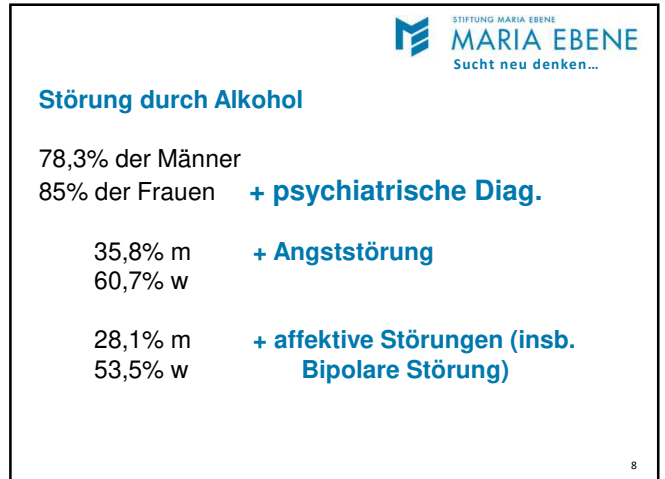 STIFTUNG MARIA EBENE
MARIA EBENE
Sucht neu denken…
Störung durch Alkohol
78,3% der Männer
85% der Frauen + psychiatrische Diag.
35,8% m + Angststörung
60,7% w
28,1% m + affektive Störungen (insb.
53,5% w Bipolare Störung)
8